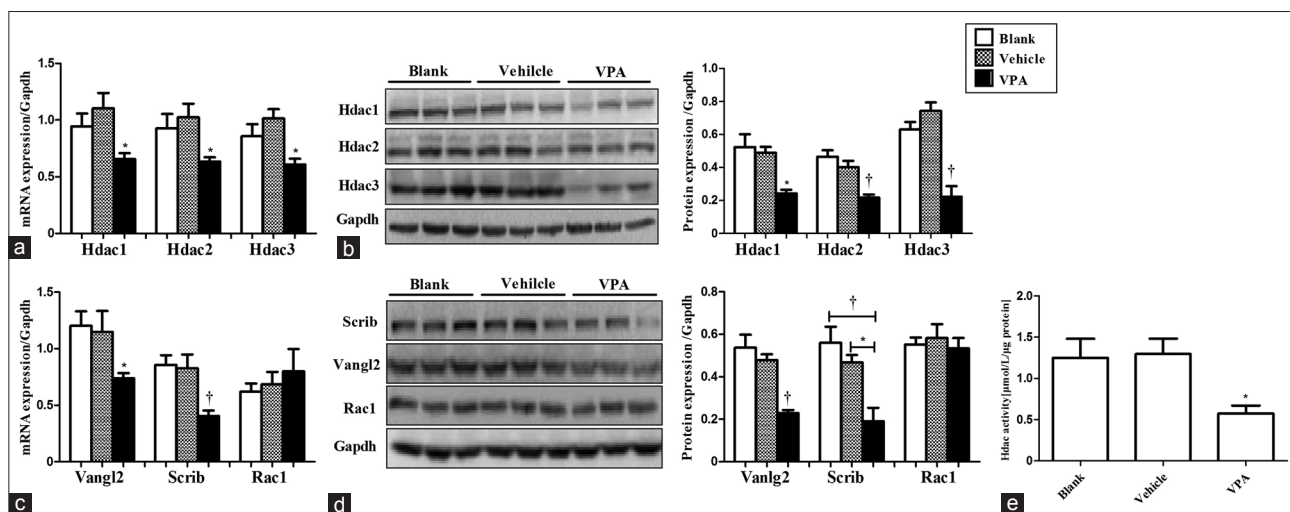 Blank
Vehicle
VPA
a
mRNA expression/Gapdh
1.5
1.0
0.5
0
*
*
*
Hdac1 Hdac2 Hdac3
b
Blank Vehilcle VPA
Hdac1
Hdac2
Hdac3
Gapdh
Protein expression /Gapdh
1.0
0.8
0.6
0.4
0.2
0
*
†
†
Hdac1 Hdac2 Hdac3
c
mRNA expression/Gapdh
1.5
1.0
0.5
0
*
†
Vangl2 Scrib Rac1
d
Blank Vehilcle VPA
Scrib
Vangl2
Rac1
Gapdh
Protein expression /Gapdh
0.8
0.6
0.4
0.2
0
†
†
*
Vanlg2 Scrib Rac1
e
Hdac activity[μmol/L/μg protein]
2.0
1.5
1.0
0.5
0
*
Blank Vehicle VPA